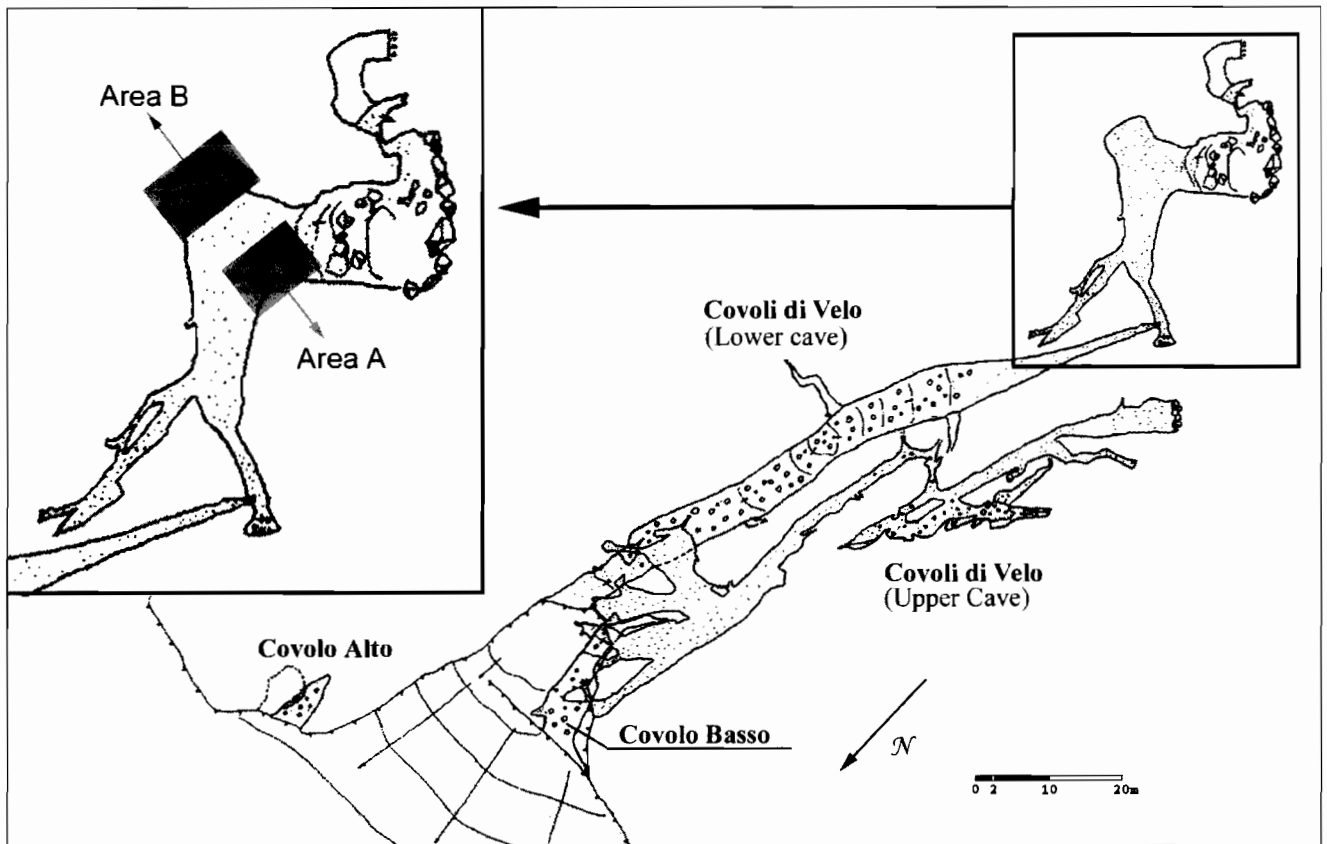 Area B
Area A
Covoli di Velo
(Lower cave)
Covoli di Velo
(Upper Cave)
Covolo Alto
Covolo Basso
N
0 2 10 20m